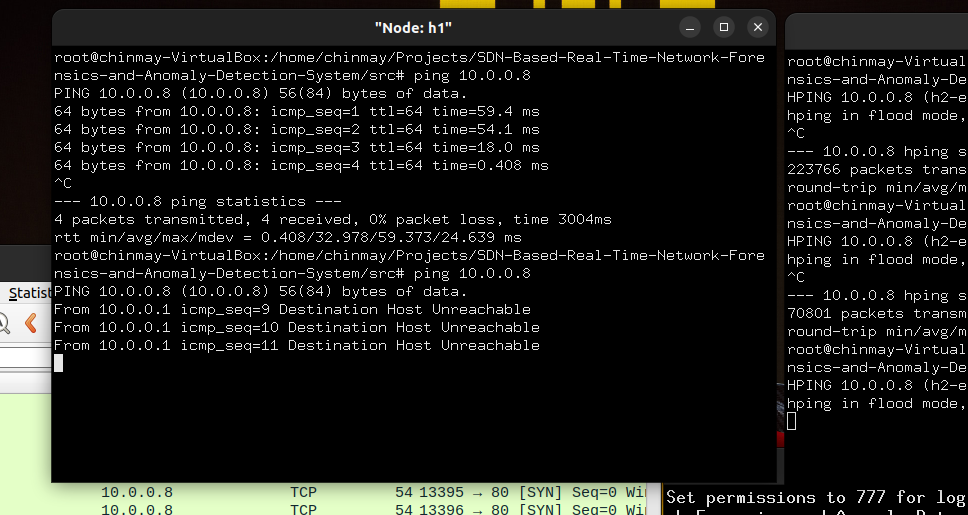 "Node: h1"
root@chinmay-VirtualBox:/home/chinmay/Projects/SDN-Based-Real-Time-Network-Fore
nsics-and-Anomaly-Detection-System/src# ping 10.0.0.8
PING 10.0.0.8 (10.0.0.8) 56(84) bytes of data.
64 bytes from 10.0.0.8: icmp_seq=1 ttl=64 time=59.4 ms
64 bytes from 10.0.0.8: icmp_seq=2 ttl=64 time=54.1 ms
64 bytes from 10.0.0.8: icmp_seq=3 ttl=64 time=18.0 ms
64 bytes from 10.0.0.8: icmp_seq=4 ttl=64 time=0.408 ms
^C
--- 10.0.0.8 ping statistics ---
4 packets transmitted, 4 received, 0% packet loss, time 3004ms
rtt min/avg/max/mdev = 0.408/32.978/59.373/24.639 ms
root@chinmay-VirtualBox:/home/chinmay/Projects/SDN-Based-Real-Time-Network-Fore
nsics-and-Anomaly-Detection-System/src# ping 10.0.0.8
PING 10.0.0.8 (10.0.0.8) 56(84) bytes of data.
From 10.0.0.1 icmp_seq=9 Destination Host Unreachable
From 10.0.0.1 icmp_seq=10 Destination Host Unreachable
From 10.0.0.1 icmp_seq=11 Destination Host Unreachable
root@chinmay-Virtual
nsics-and-Anomaly-De
HPING 10.0.0.8 (h2-e
hping in flood mode,
^C
--- 10.0.0.8 hping s
223766 packets trans
round-trip min/avg/m
root@chinmay-Virtual
nsics-and-Anomaly-De
HPING 10.0.0.8 (h2-e
hping in flood mode,
^C
--- 10.0.0.8 hping s
70801 packets transm
round-trip min/avg/m
root@chinmay-Virtual
nsics-and-Anomaly-De
HPING 10.0.0.8 (h2-e
hping in flood mode,
Statist
10.0.0.8 TCP 54 13395 → 80 [SYN] Seq=0 Wi
10.0.0.8 TCP 54 13396 → 80 [SYN] Seq=0 Wi
Set permissions to 777 for log